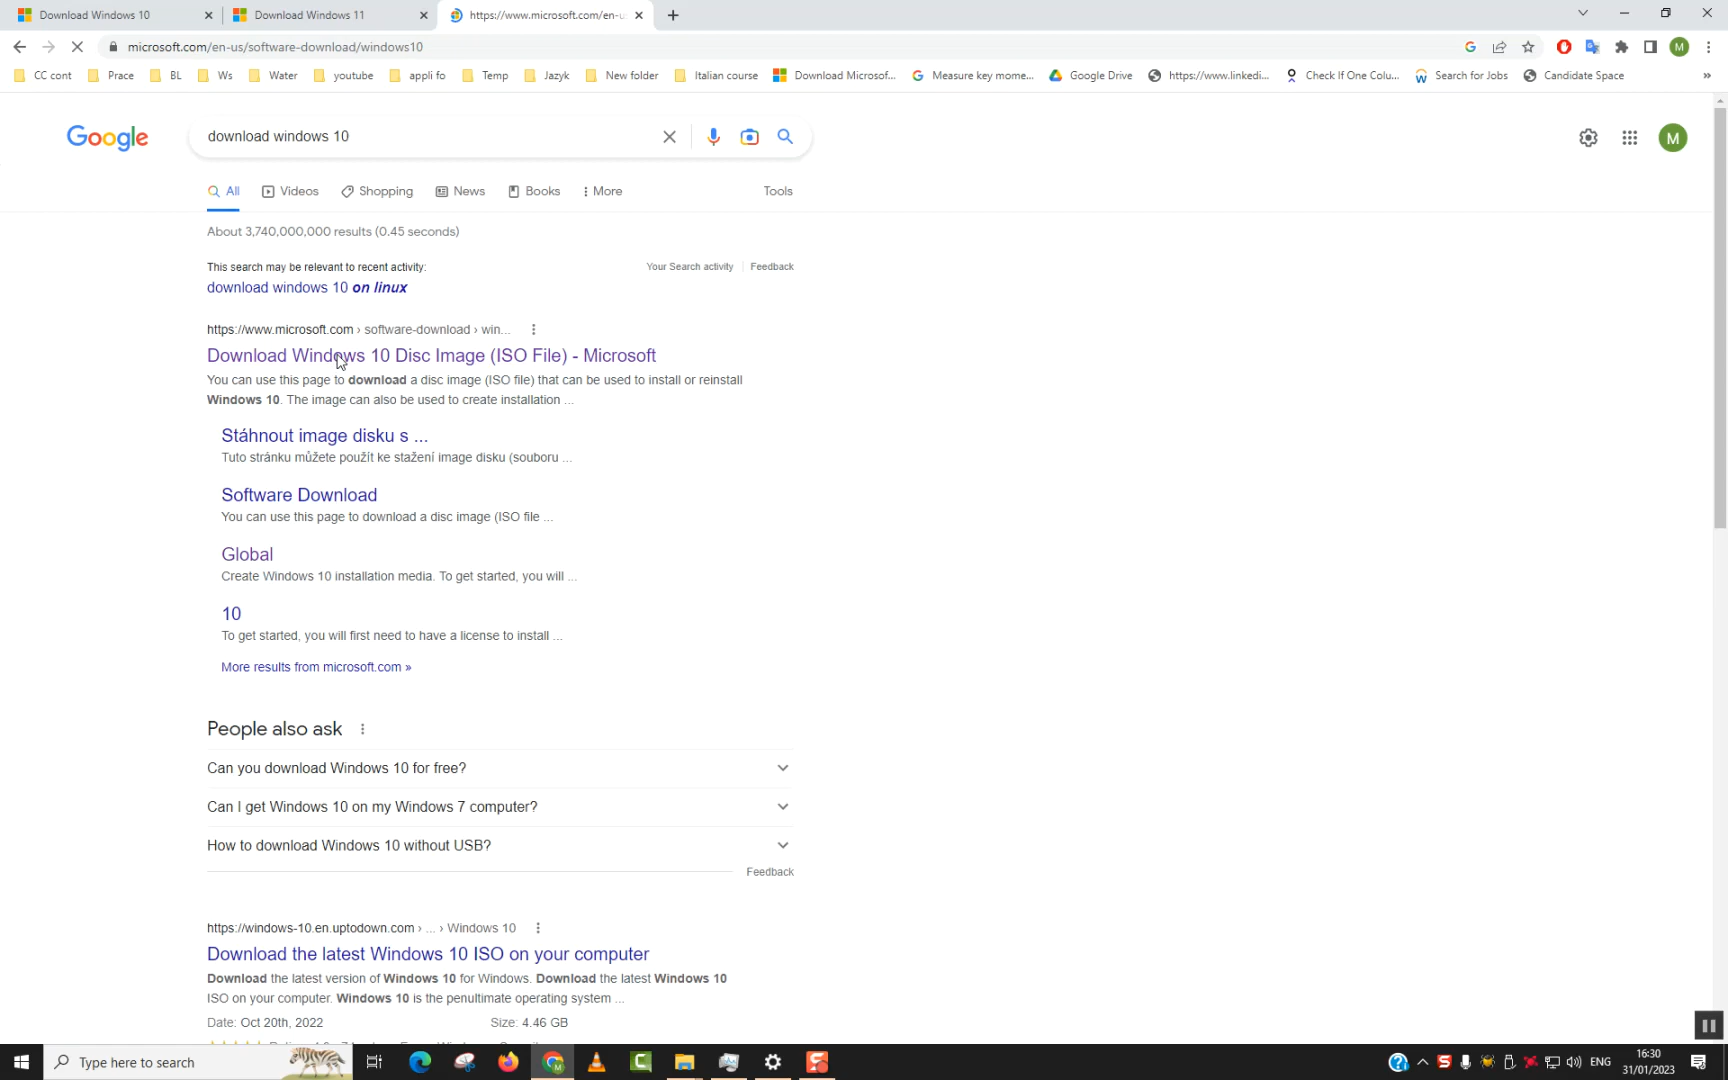 Download Windows 10
Download Windows 11
https://www.microsoft.com/en-u
microsoft.com/en-us/software-download/windows10
M
CC cont
Prace
BL
Ws
Water
youtube
appli fo
Temp
Jazyk
New folder
Italian course
Download Microsof...
Measure key mome...
Google Drive
https://www.linkedi...
Check If One Colu...
Search for Jobs
Candidate Space
»
Google
download windows 10
M
All
Videos
Shopping
News
Books
More
Tools
About 3,740,000,000 results (0.45 seconds)
This search may be relevant to recent activity:
Your Search activity
Feedback
download windows 10 on linux
https://www.microsoft.com › software-download › win...
Download Windows 10 Disc Image (ISO File) - Microsoft
You can use this page to download a disc image (ISO file) that can be used to install or reinstall
Windows 10. The image can also be used to create installation ...
Stáhnout image disku s ...
Tuto stránku můžete použít ke stažení image disku (souboru ...
Software Download
You can use this page to download a disc image (ISO file ...
Global
Create Windows 10 installation media. To get started, you will ...
10
To get started, you will first need to have a license to install ...
More results from microsoft.com »
People also ask
Can you download Windows 10 for free?
Can I get Windows 10 on my Windows 7 computer?
How to download Windows 10 without USB?
Feedback
https://windows-10.en.uptodown.com › ... › Windows 10
Download the latest Windows 10 ISO on your computer
Download the latest version of Windows 10 for Windows. Download the latest Windows 10
ISO on your computer. Windows 10 is the penultimate operating system ...
Date: Oct 20th, 2022
Size: 4.46 GB
Type here to search
ENG
16:30
31/01/2023